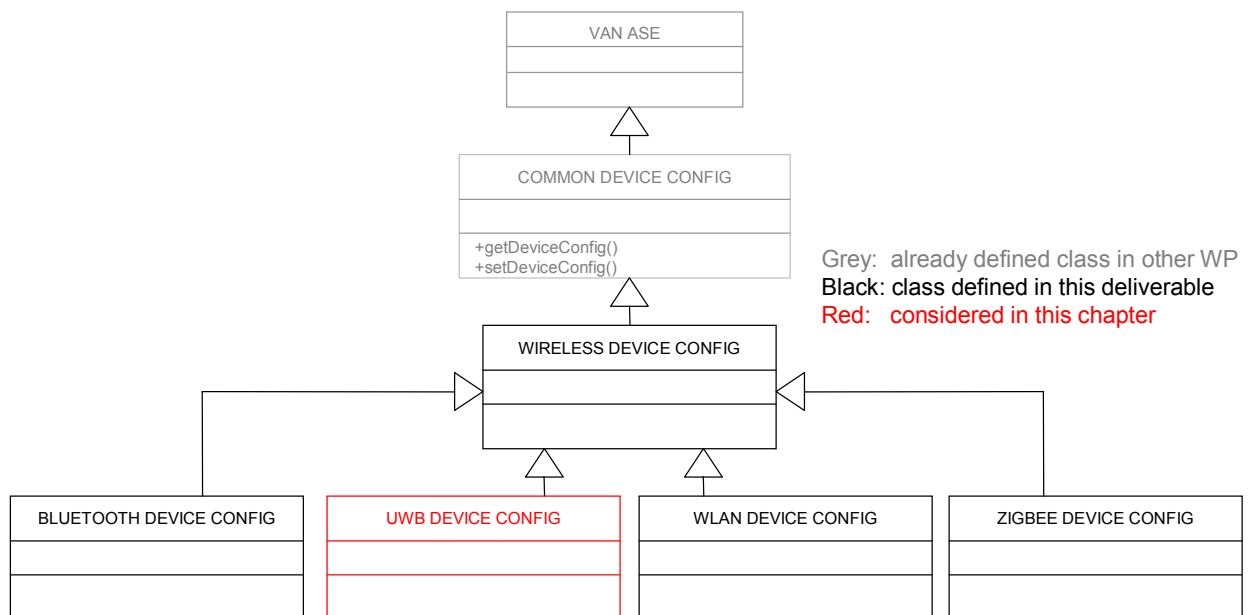 VAN ASE
COMMON DEVICE CONFIG
+getDeviceConfig()
+setDeviceConfig()
Grey: already defined class in other WP
Black: class defined in this deliverable
Red: considered in this chapter
WIRELESS DEVICE CONFIG
BLUETOOTH DEVICE CONFIG
UWB DEVICE CONFIG
WLAN DEVICE CONFIG
ZIGBEE DEVICE CONFIG